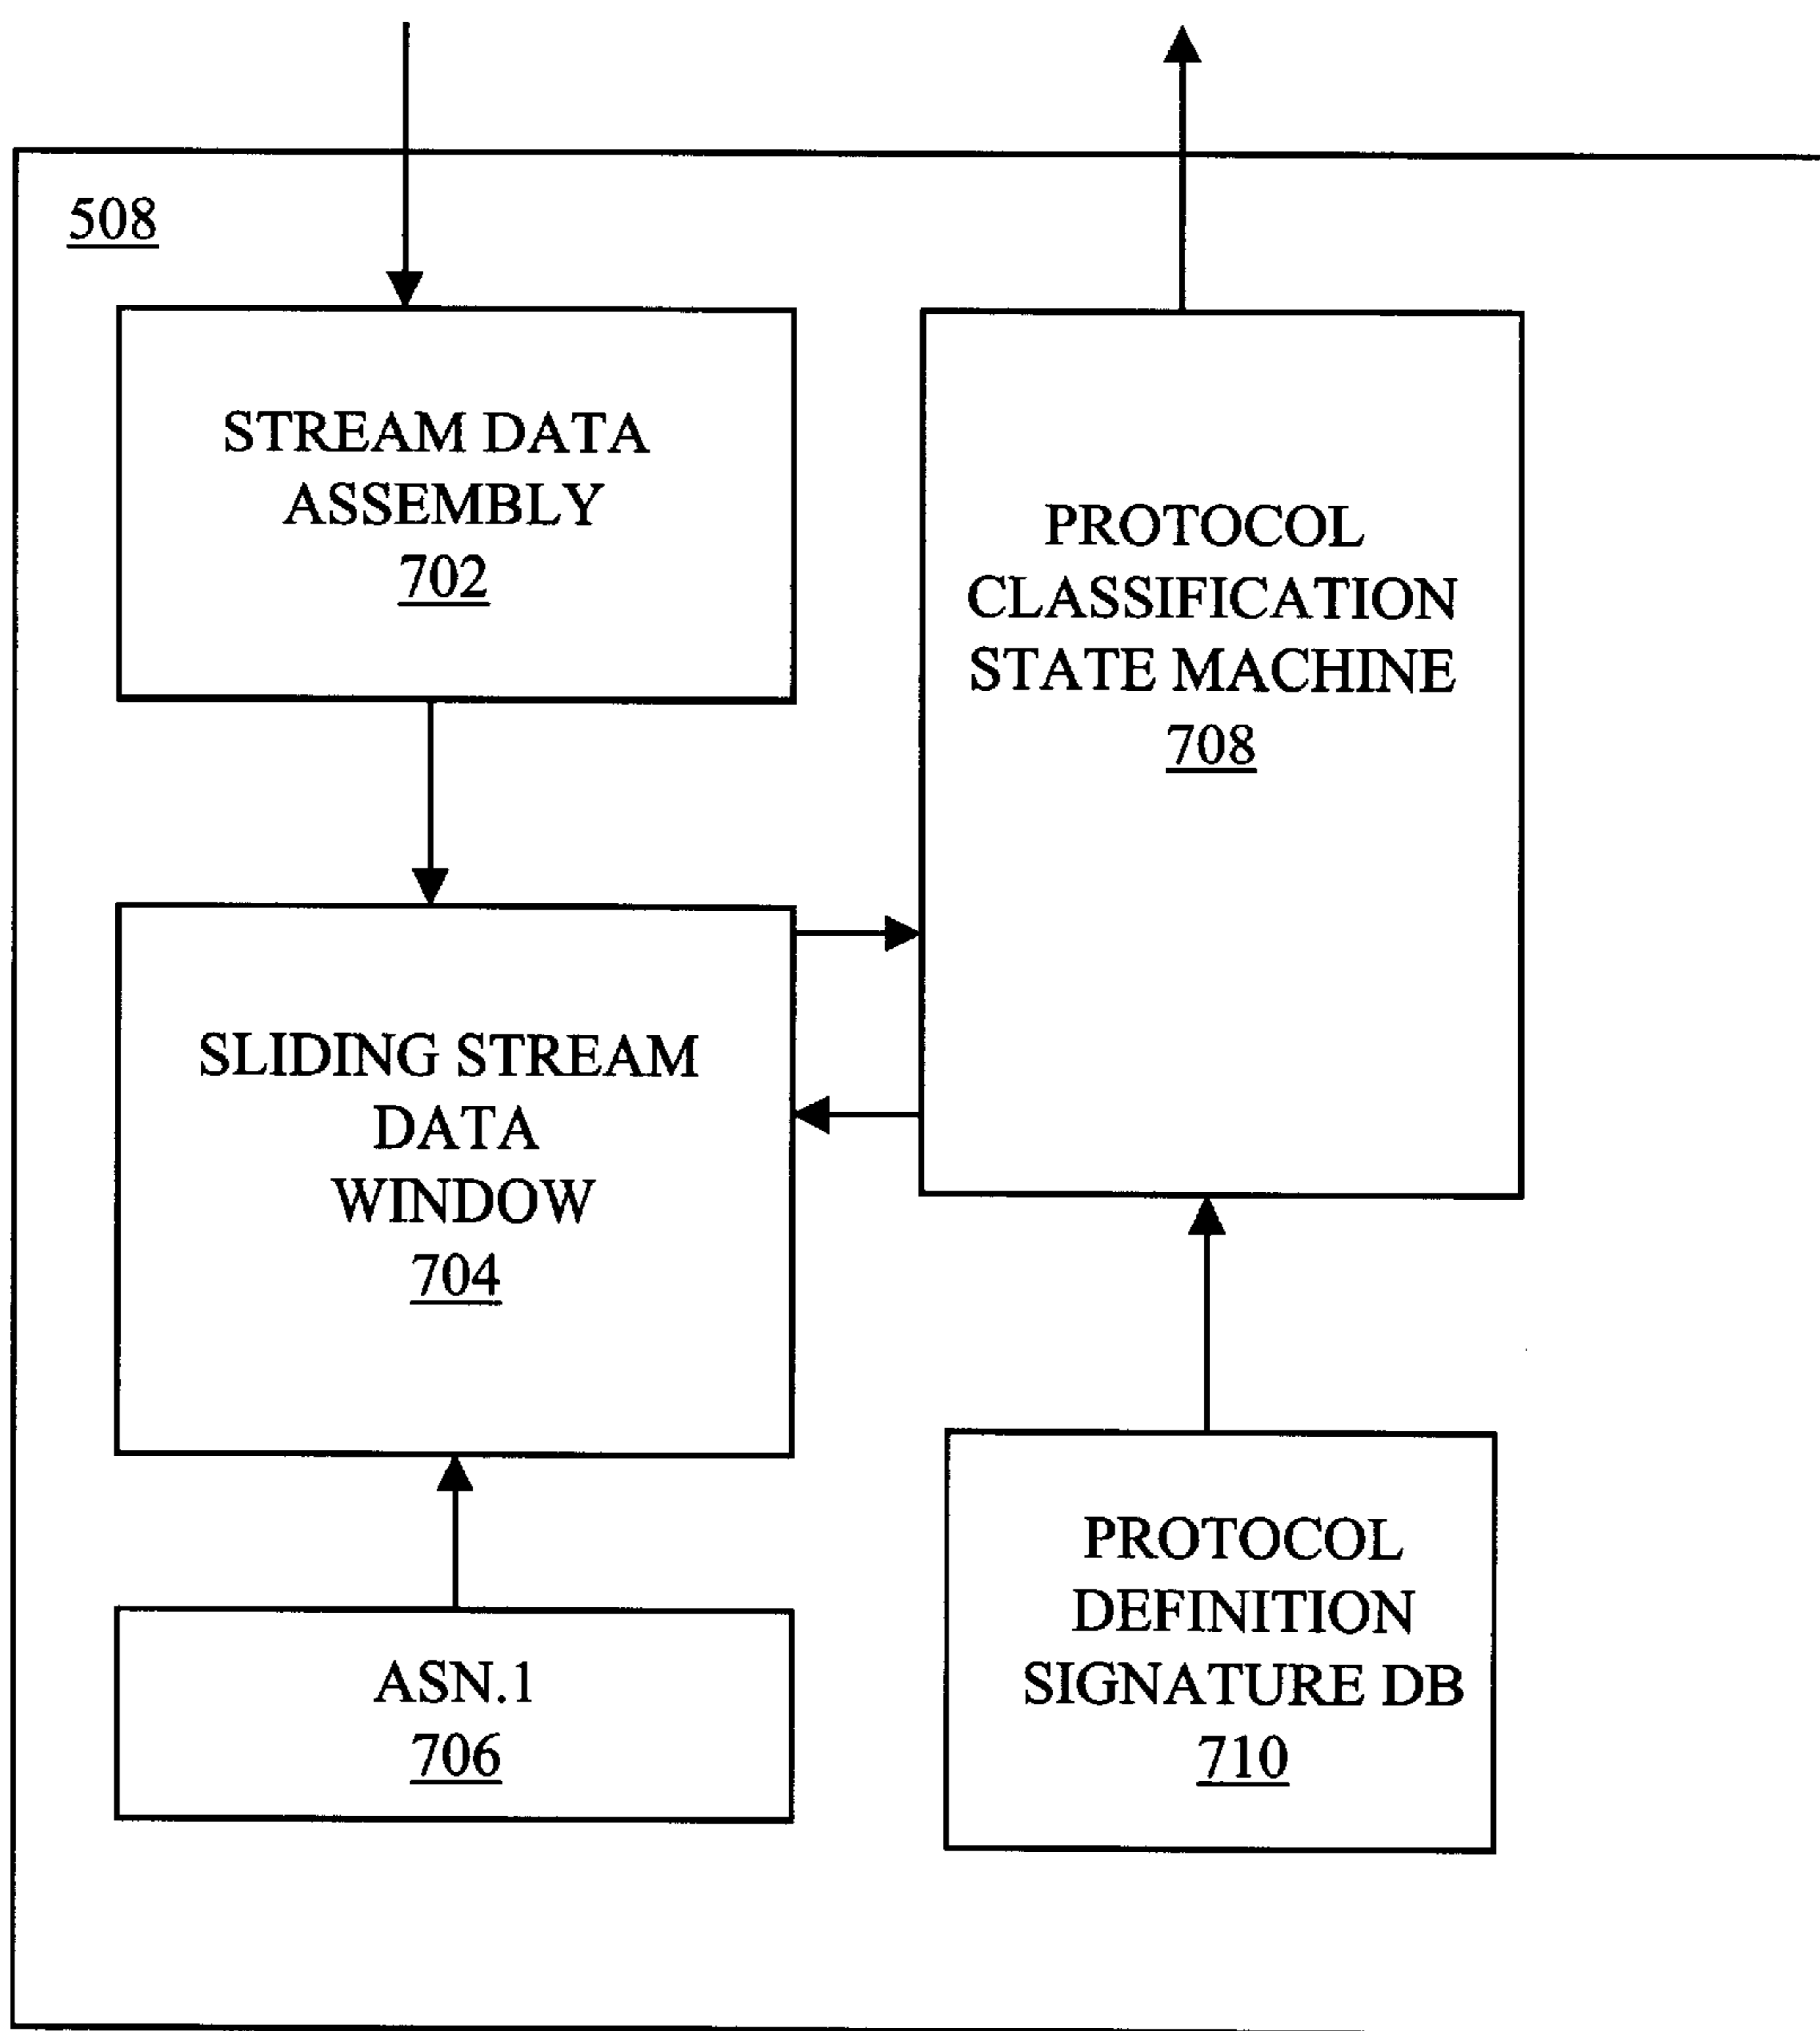 508
STREAM DATA
ASSEMBLY
702
PROTOCOL
CLASSIFICATION
STATE MACHINE
708
SLIDING STREAM
DATA
WINDOW
704
ASN.1
706
PROTOCOL
DEFINITION
SIGNATURE DB
710